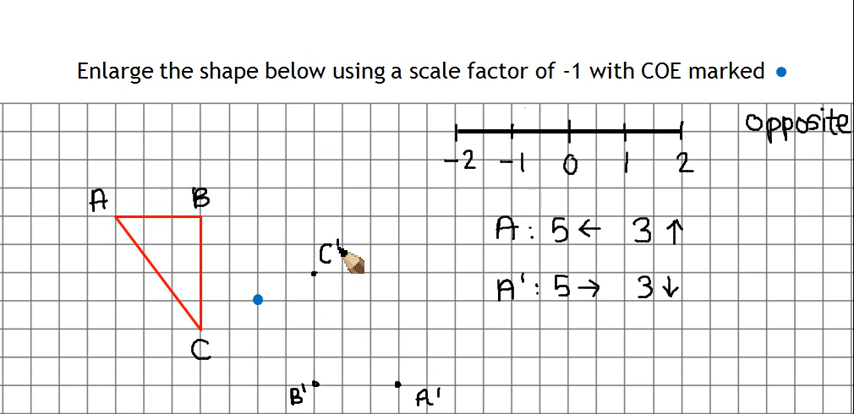 Enlarge the shape below using a scale factor of -1 with COE marked
opposite
-2 -1 0 1 2
A B
A : 5 ← 3 ↑
C'
A' : 5 → 3 ↓
C
B' A'